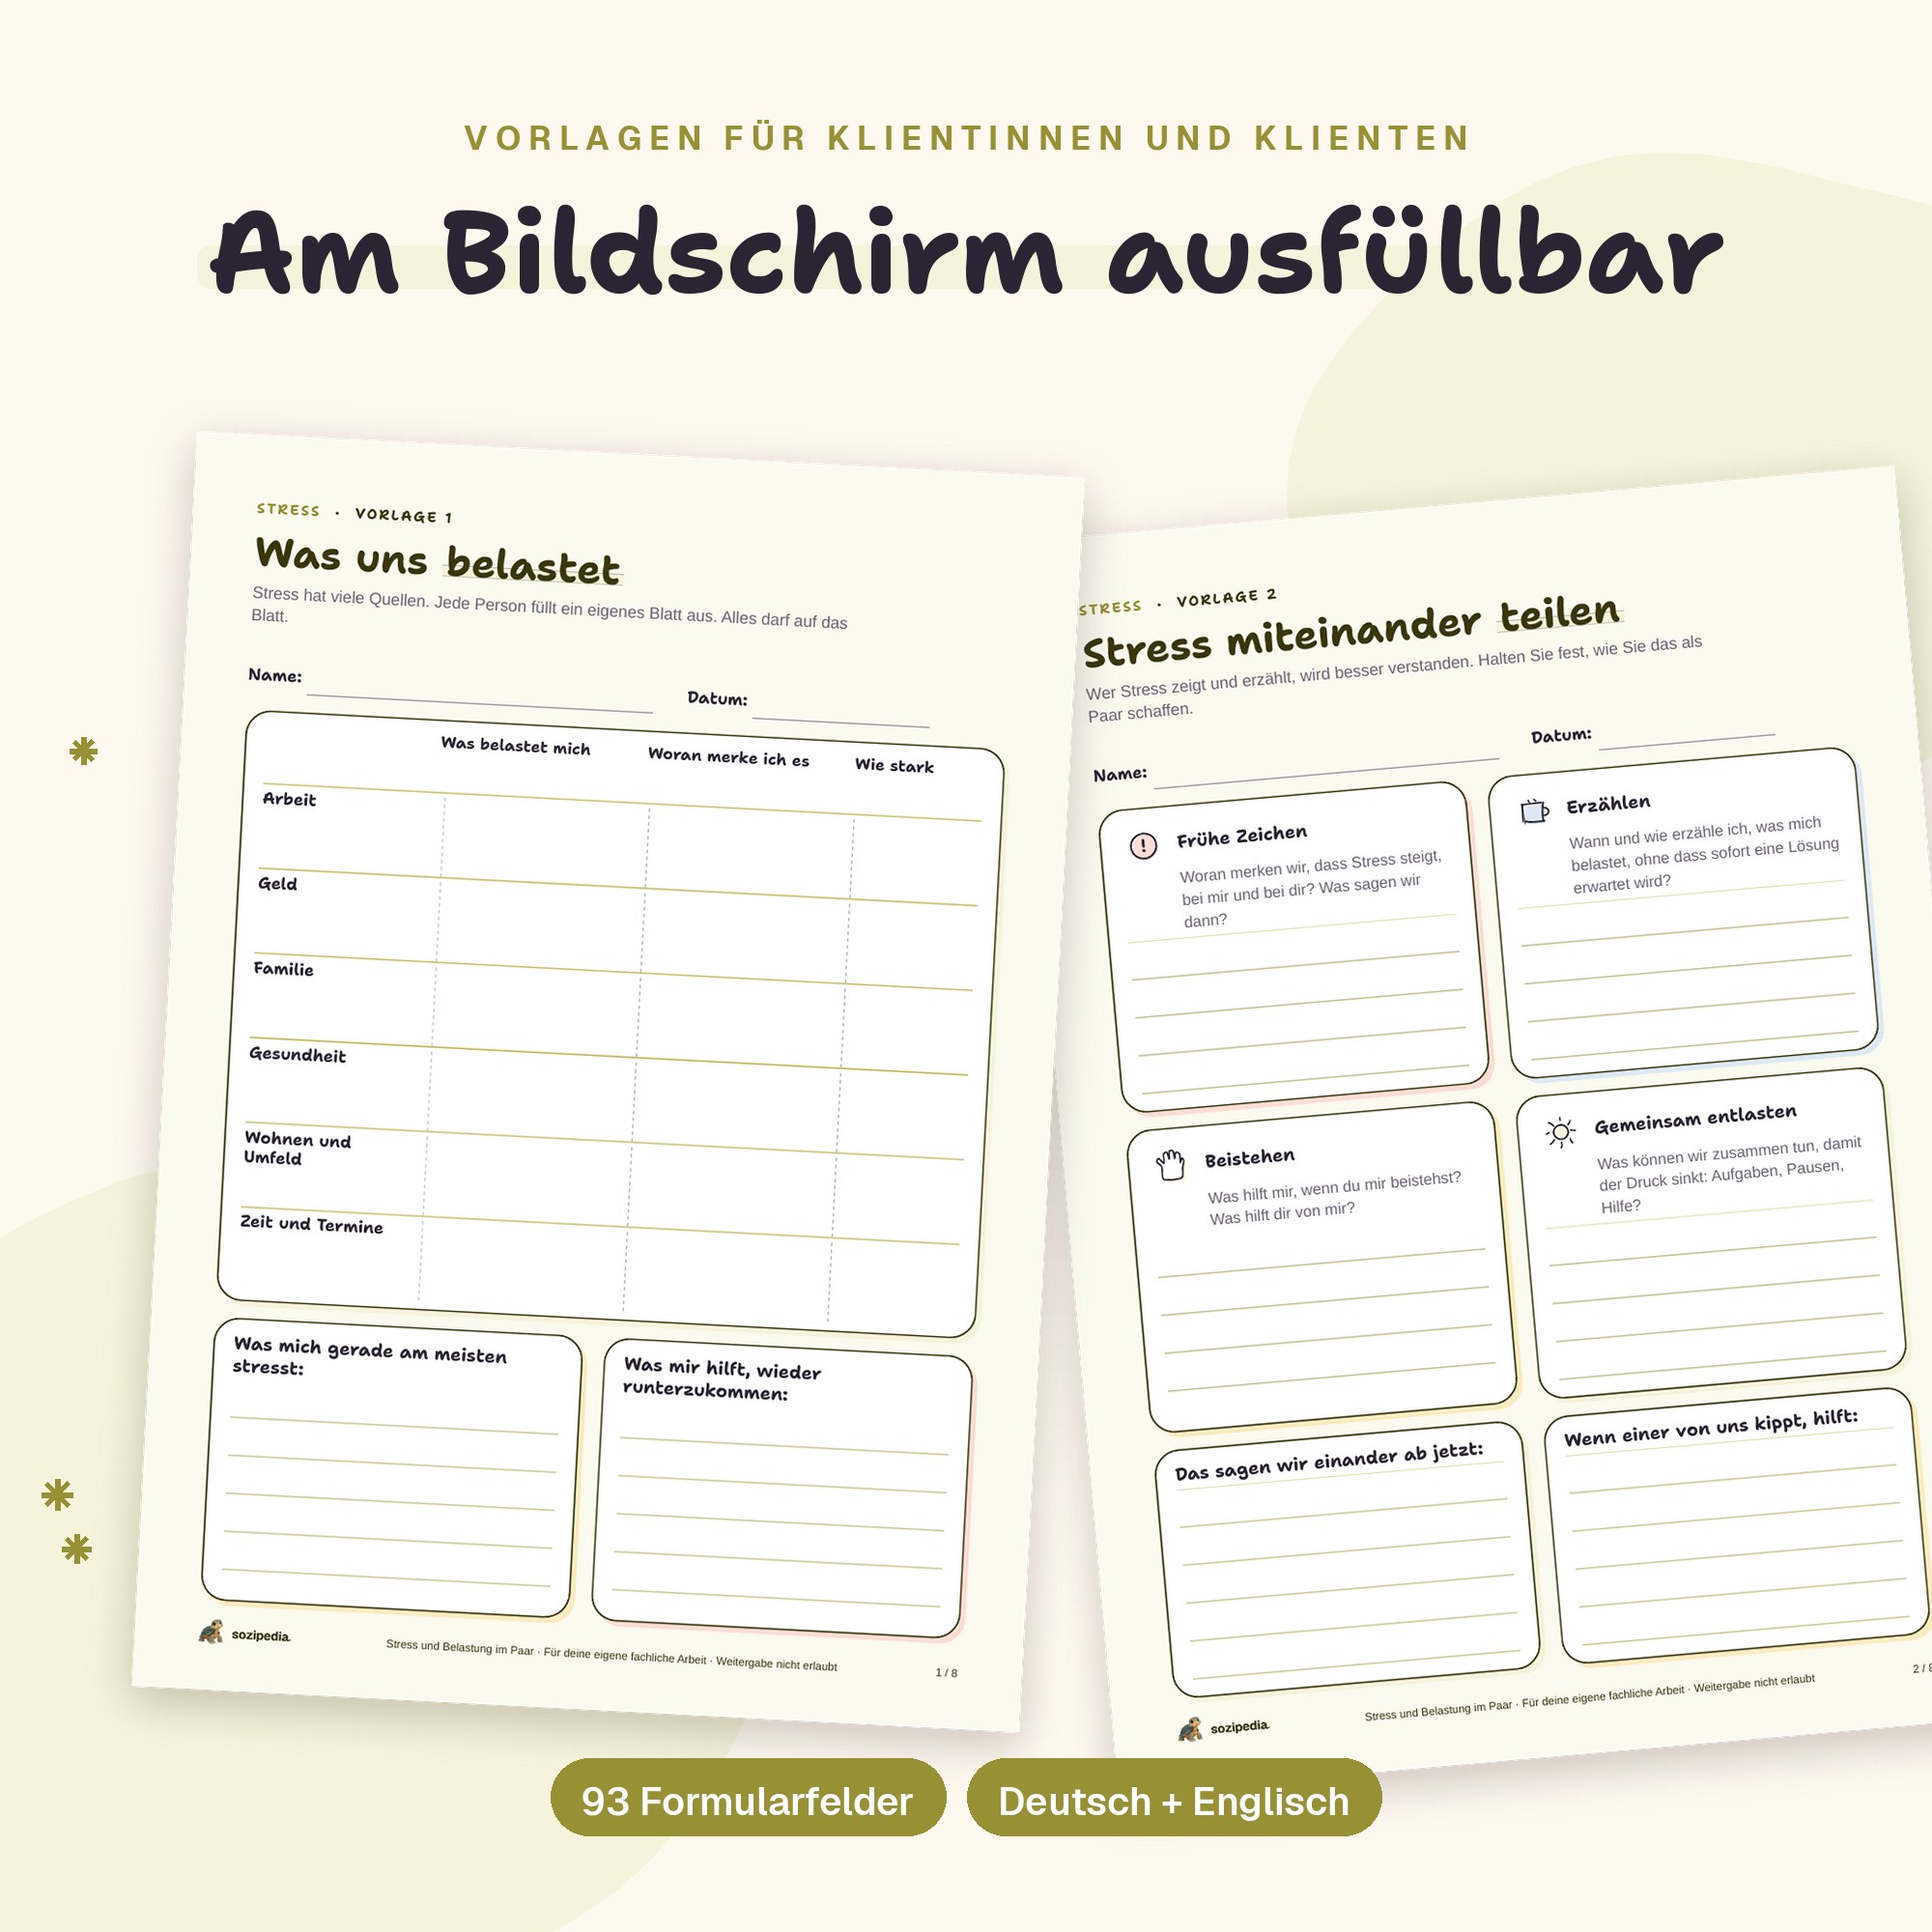 VORLAGEN FÜR KLIENTINNEN UND KLIENTEN
Am Bildschirm ausfüllbar
STRESS · VORLAGE 1
Was uns belastet
Stress hat viele Quellen. Jede Person füllt ein eigenes Blatt aus. Alles darf auf das
Blatt.
Name:
Datum:
Was belastet mich
Woran merke ich es
Wie stark
Arbeit
Geld
Familie
Gesundheit
Wohnen und
Umfeld
Zeit und Termine
Was mich gerade am meisten
stresst:
Was mir hilft, wieder
runterzukommen:
sozipedia.
Stress und Belastung im Paar · Für deine eigene fachliche Arbeit · Weitergabe nicht erlaubt
1 / 8
STRESS · VORLAGE 2
Stress miteinander teilen
Wer Stress zeigt und erzählt, wird besser verstanden. Halten Sie fest, wie Sie das als
Paar schaffen.
Name:
Datum:
Frühe Zeichen
Woran merken wir, dass Stress steigt,
bei mir und bei dir? Was sagen wir
dann?
Erzählen
Wann und wie erzähle ich, was mich
belastet, ohne dass sofort eine Lösung
erwartet wird?
Beistehen
Was hilft mir, wenn du mir beistehst?
Was hilft dir von mir?
Gemeinsam entlasten
Was können wir zusammen tun, damit
der Druck sinkt: Aufgaben, Pausen,
Hilfe?
Das sagen wir einander ab jetzt:
Wenn einer von uns kippt, hilft:
sozipedia.
Stress und Belastung im Paar · Für deine eigene fachliche Arbeit · Weitergabe nicht erlaubt
2 / 8
93 Formularfelder
Deutsch + Englisch